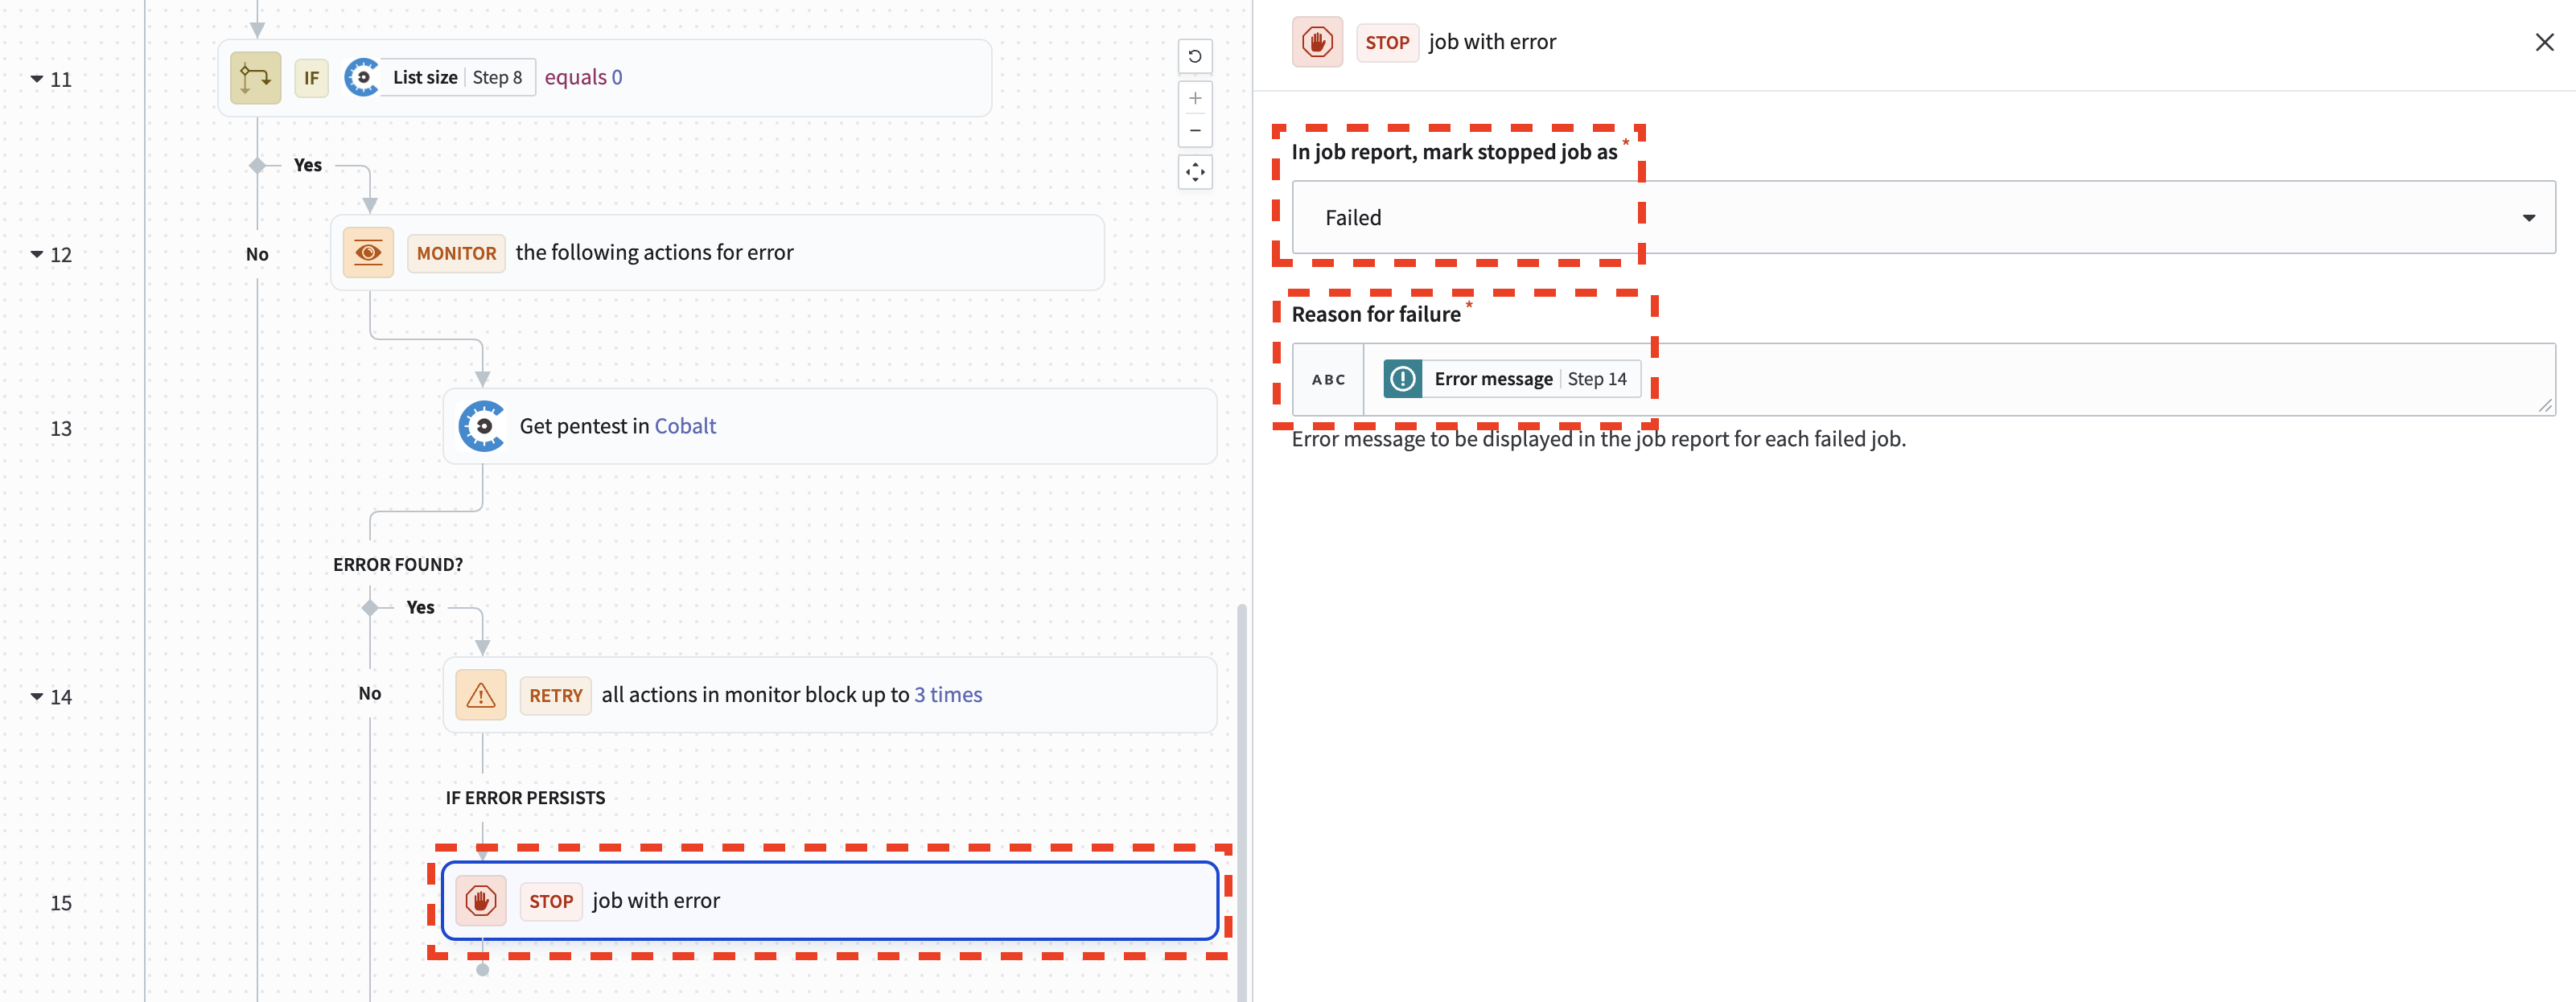 11
IF List size Step 8 equals 0
Yes
No
12
MONITOR the following actions for error
13
Get pentest in Cobalt
ERROR FOUND?
Yes
No
14
RETRY all actions in monitor block up to 3 times
IF ERROR PERSISTS
15
STOP job with error
STOP job with error
In job report, mark stopped job as *
Failed
Reason for failure *
ABC Error message Step 14
Error message to be displayed in the job report for each failed job.